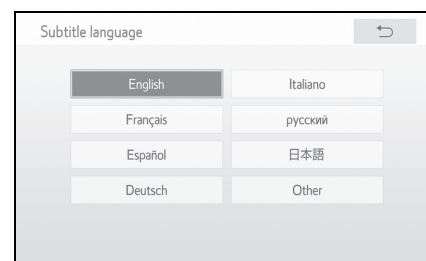 Subtitle language
English
Italiano
Français
русский
Español
日本語
Deutsch
Other